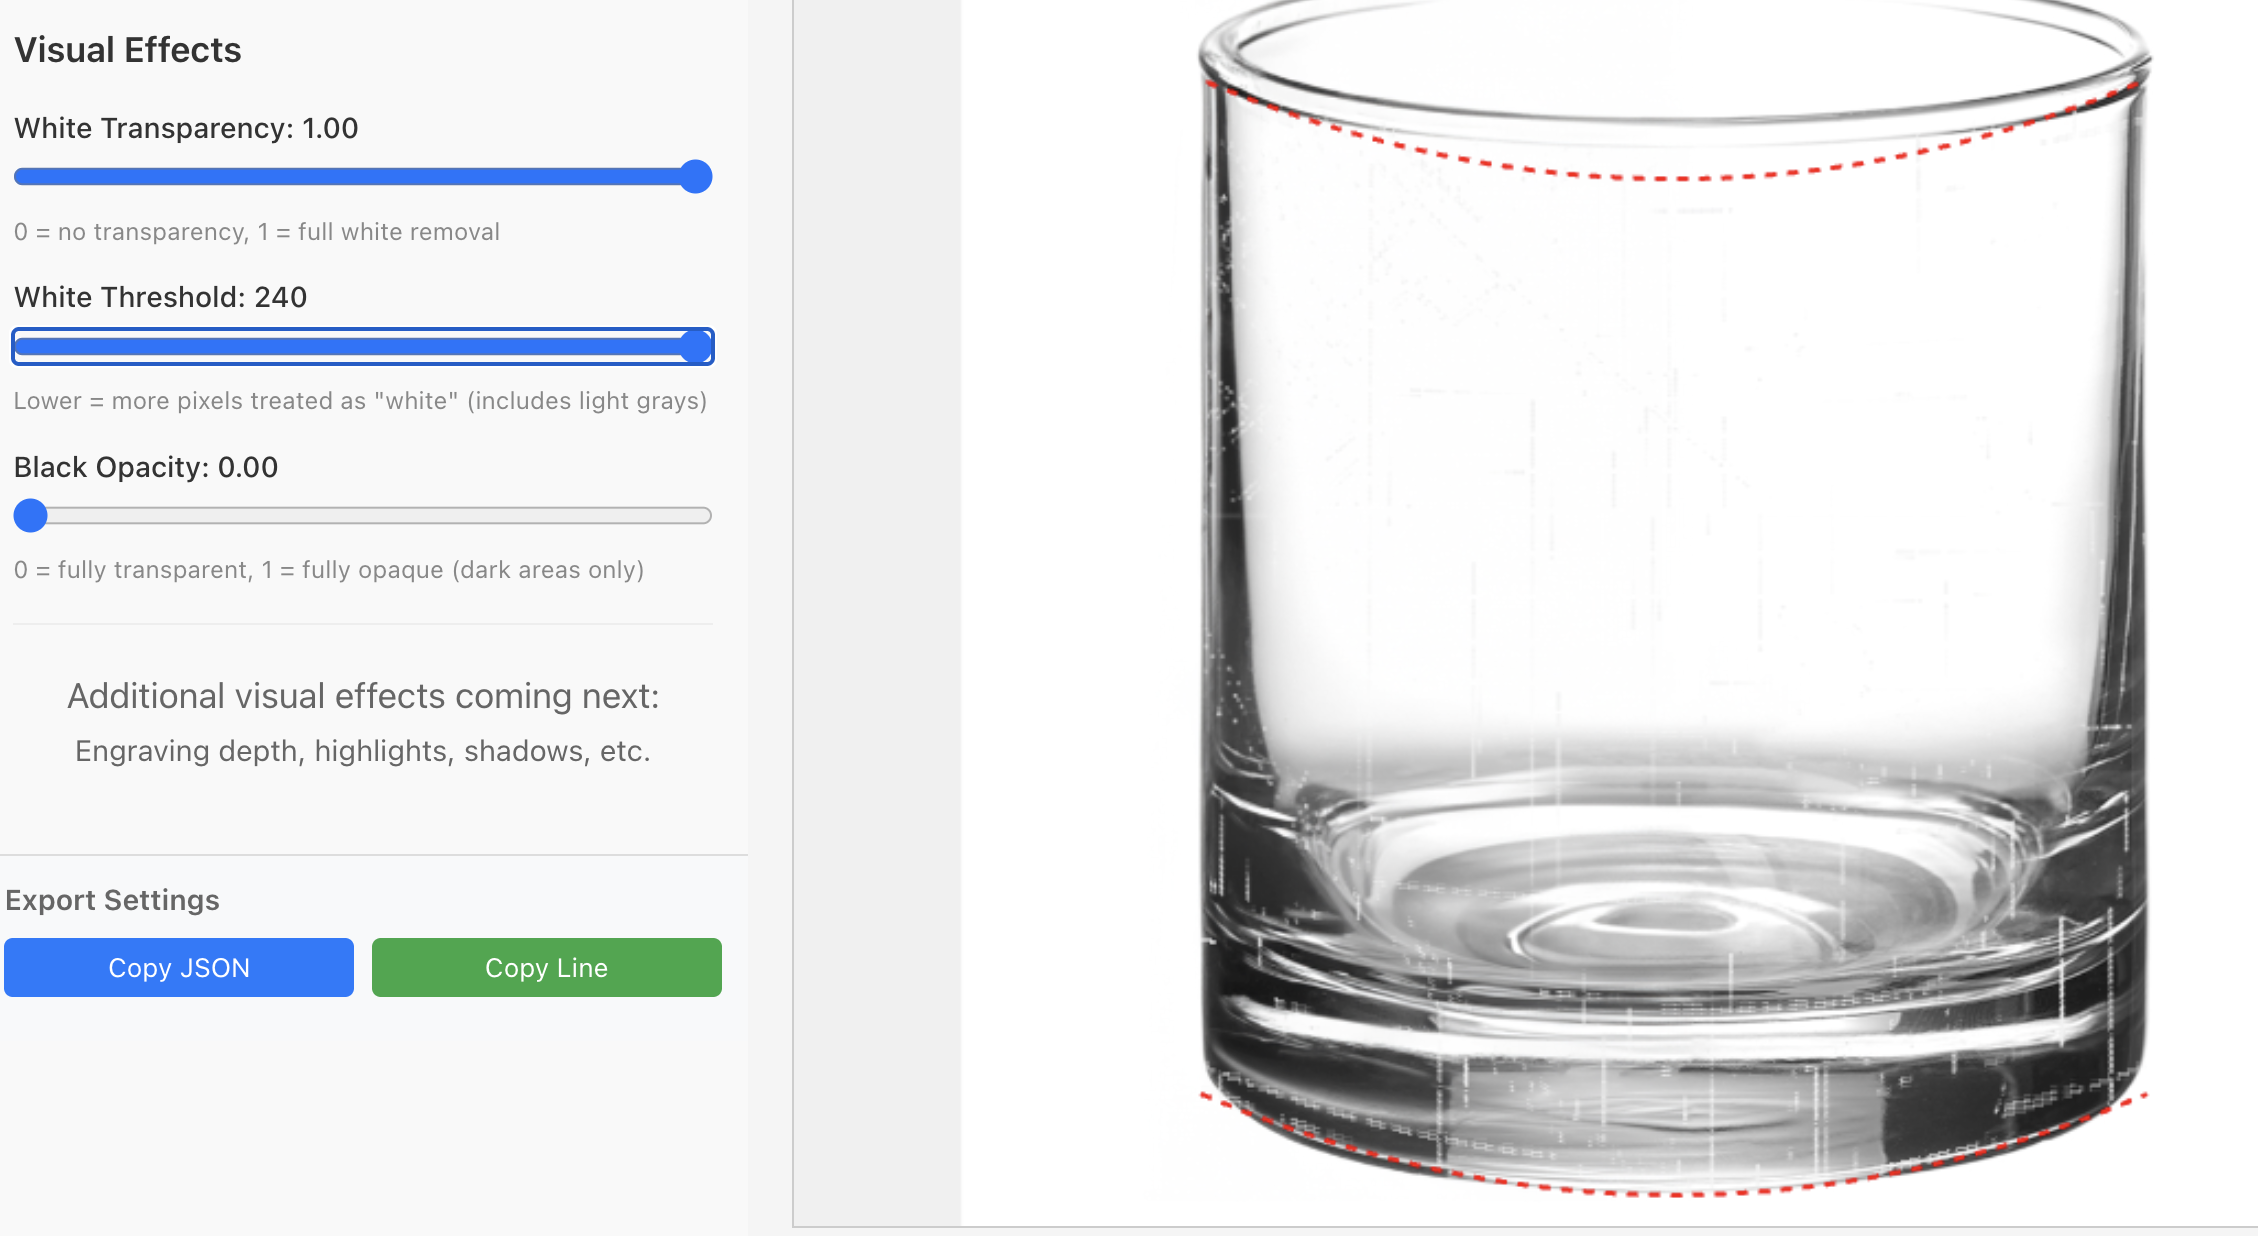 Visual Effects
White Transparency: 1.00
0 = no transparency, 1 = full white removal
White Threshold: 240
Lower = more pixels treated as "white" (includes light grays)
Black Opacity: 0.00
0 = fully transparent, 1 = fully opaque (dark areas only)
Additional visual effects coming next:
Engraving depth, highlights, shadows, etc.
Export Settings
Copy JSON
Copy Line